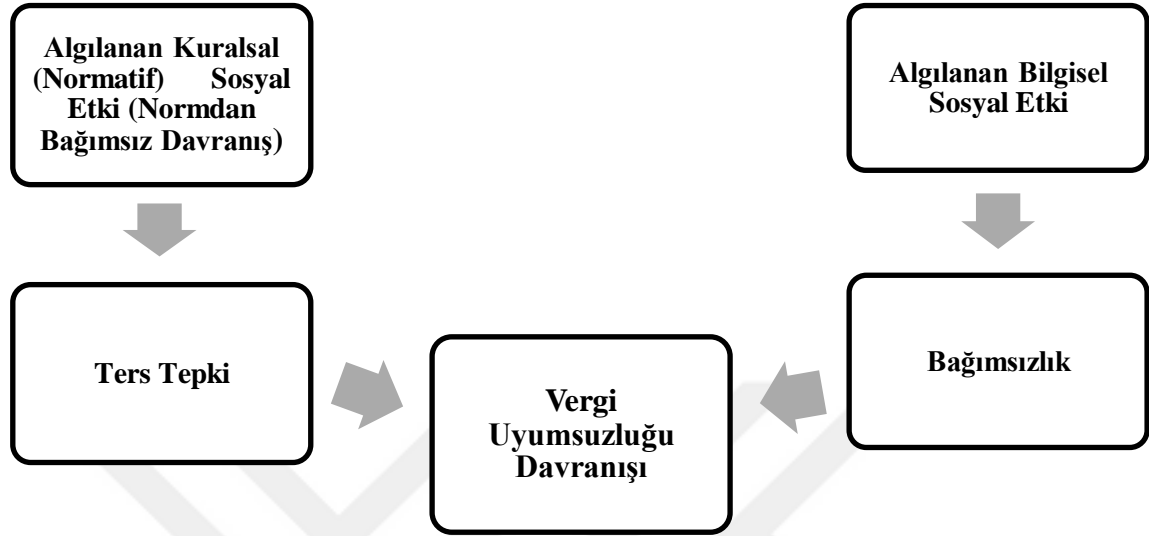 Algılanan Kuralsal
(Normatif) Sosyal
Etki (Normdan
Bağımsız Davranış)
Algılanan Bilgisel
Sosyal Etki
Ters Tepki
Bağımsızlık
Vergi
Uyumsuzluğu
Davranışı